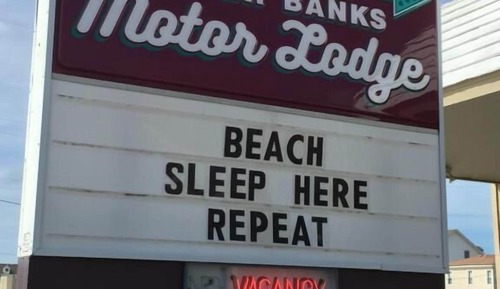 BANKS
Motor Lodge
BEACH
SLEEP HERE
REPEAT
VACANCY